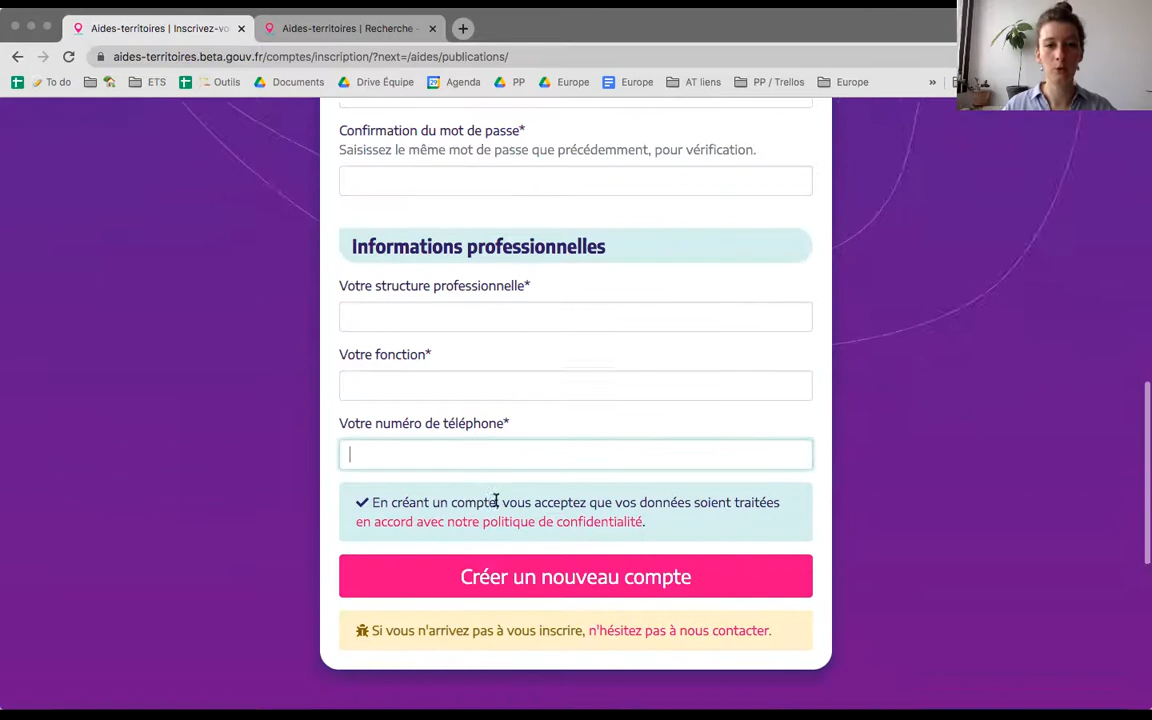 Aides-territoires | Inscrivez-vo
Aides-territoires | Recherche -
aides-territoires.beta.gouv.fr/comptes/inscription/?next=/aides/publications/
To do
ETS
Outils
Documents
Drive Équipe
Agenda
PP
Europe
Europe
AT liens
PP / Trellos
Europe
»
Confirmation du mot de passe*
Saisissez le même mot de passe que précédemment, pour vérification.
Informations professionnelles
Votre structure professionnelle*
Votre fonction*
Votre numéro de téléphone*
En créant un compte, vous acceptez que vos données soient traitées
en accord avec notre politique de confidentialité.
Créer un nouveau compte
Si vous n'arrivez pas à vous inscrire, n'hésitez pas à nous contacter.